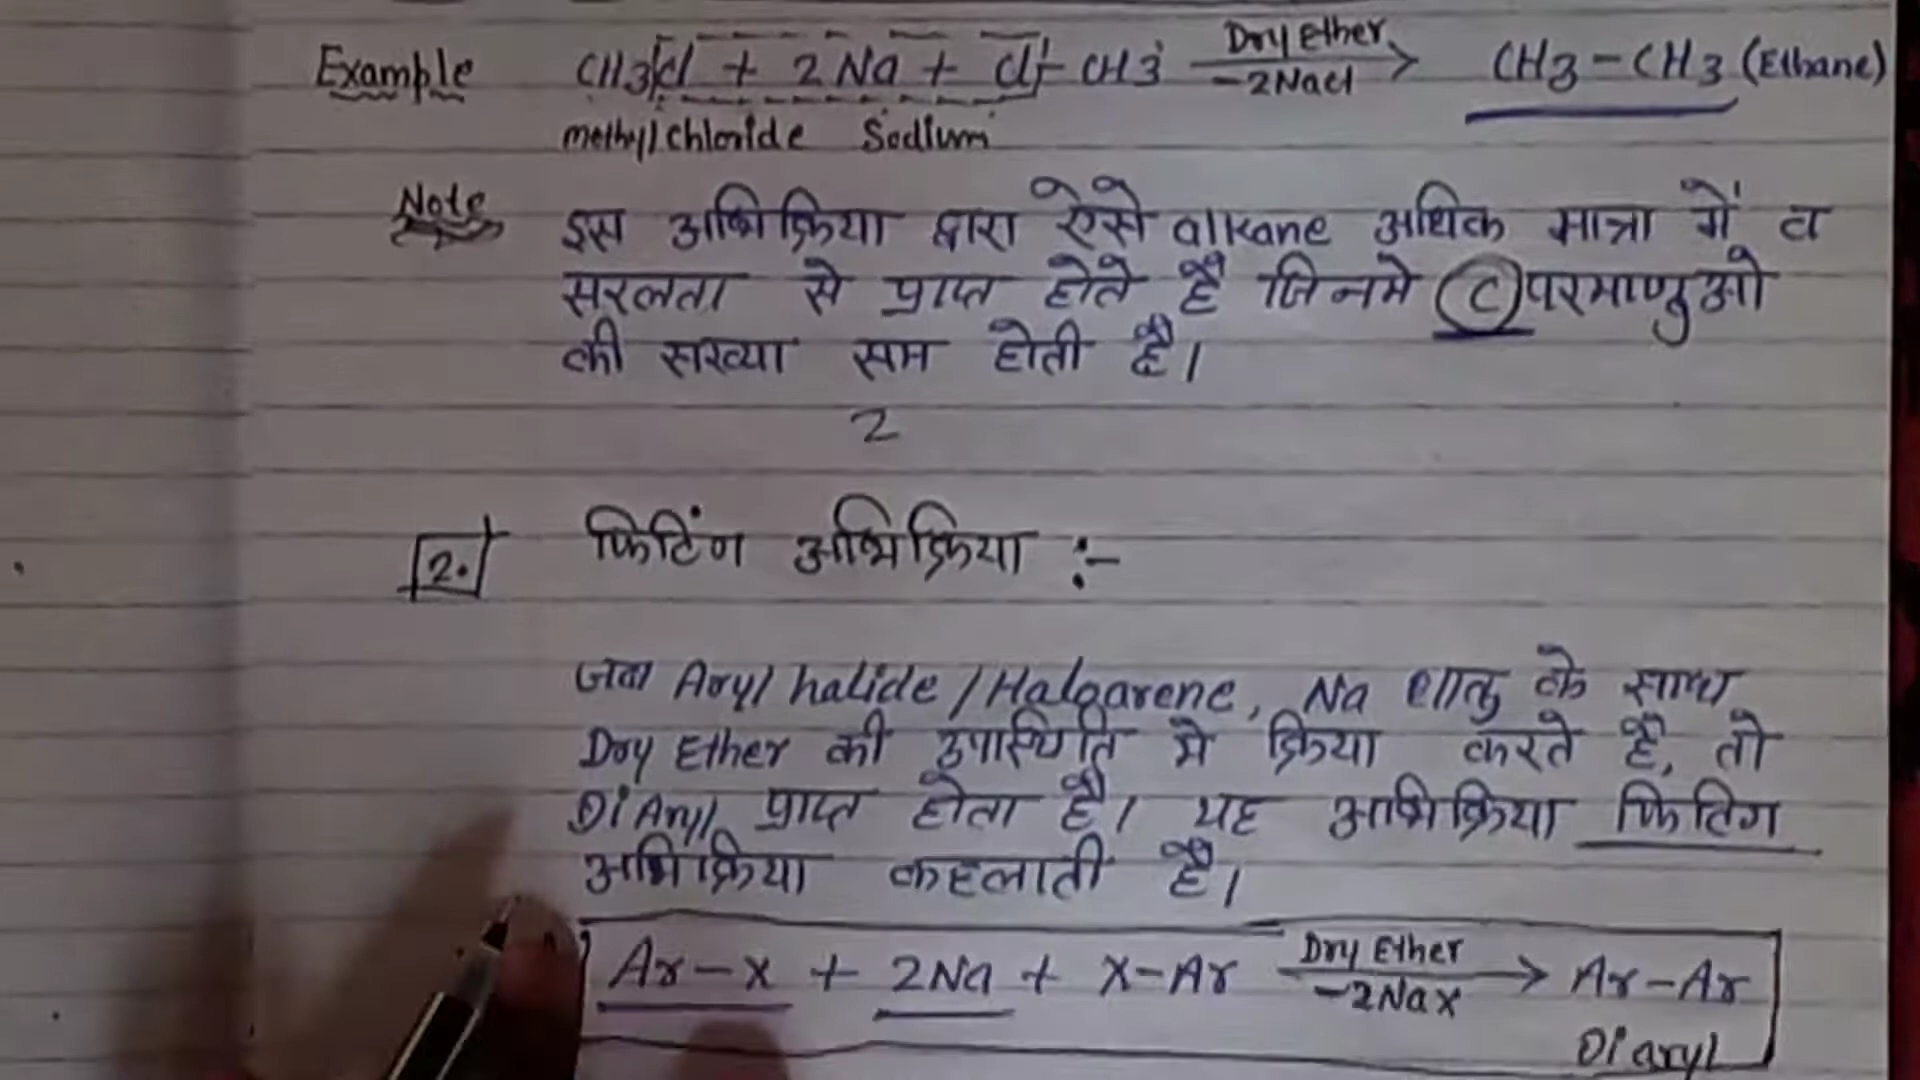 Example CH3Cl + 2Na + Cl-CH3 Dry Ether -2NaCl → CH3-CH3 (Ethane)
methyl chloride Sodium
Note इस अभिक्रिया द्वारा ऐसे alkane अधिक मात्रा में व
सरलता से प्राप्त होते है जिनमे C परमाणुओ
की सख्या सम होती है।
2
2. फिटिंग अभिक्रिया :-
जब Aryl halide / Haloarene, Na धातु के साथ
Dry Ether की उपास्थिति मे क्रिया करते है, तो
Di Aryl प्राप्त होता है। यह अभिक्रिया फितिग
अभिक्रिया कहलाती है।
Ar-x + 2Na + X-Ar Dry Ether -2Nax → Ar-Ar
Di aryl